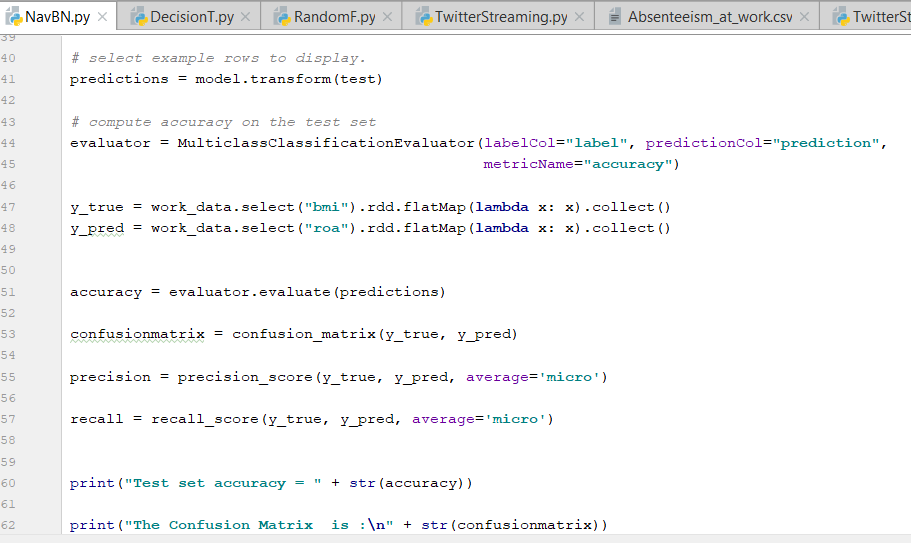 NavBN.py × DecisionT.py × RandomF.py × TwitterStreaming.py × Absenteeism_at_work.csv × TwitterSt
39
40 # select example rows to display.
41 predictions = model.transform(test)
42
43 # compute accuracy on the test set
44 evaluator = MulticlassClassificationEvaluator(labelCol="label", predictionCol="prediction",
45 metricName="accuracy")
46
47 y_true = work_data.select("bmi").rdd.flatMap(lambda x: x).collect()
48 y_pred = work_data.select("roa").rdd.flatMap(lambda x: x).collect()
49
50
51 accuracy = evaluator.evaluate(predictions)
52
53 confusionmatrix = confusion_matrix(y_true, y_pred)
54
55 precision = precision_score(y_true, y_pred, average='micro')
56
57 recall = recall_score(y_true, y_pred, average='micro')
58
59
60 print("Test set accuracy = " + str(accuracy))
61
62 print("The Confusion Matrix  is :\n" + str(confusionmatrix))